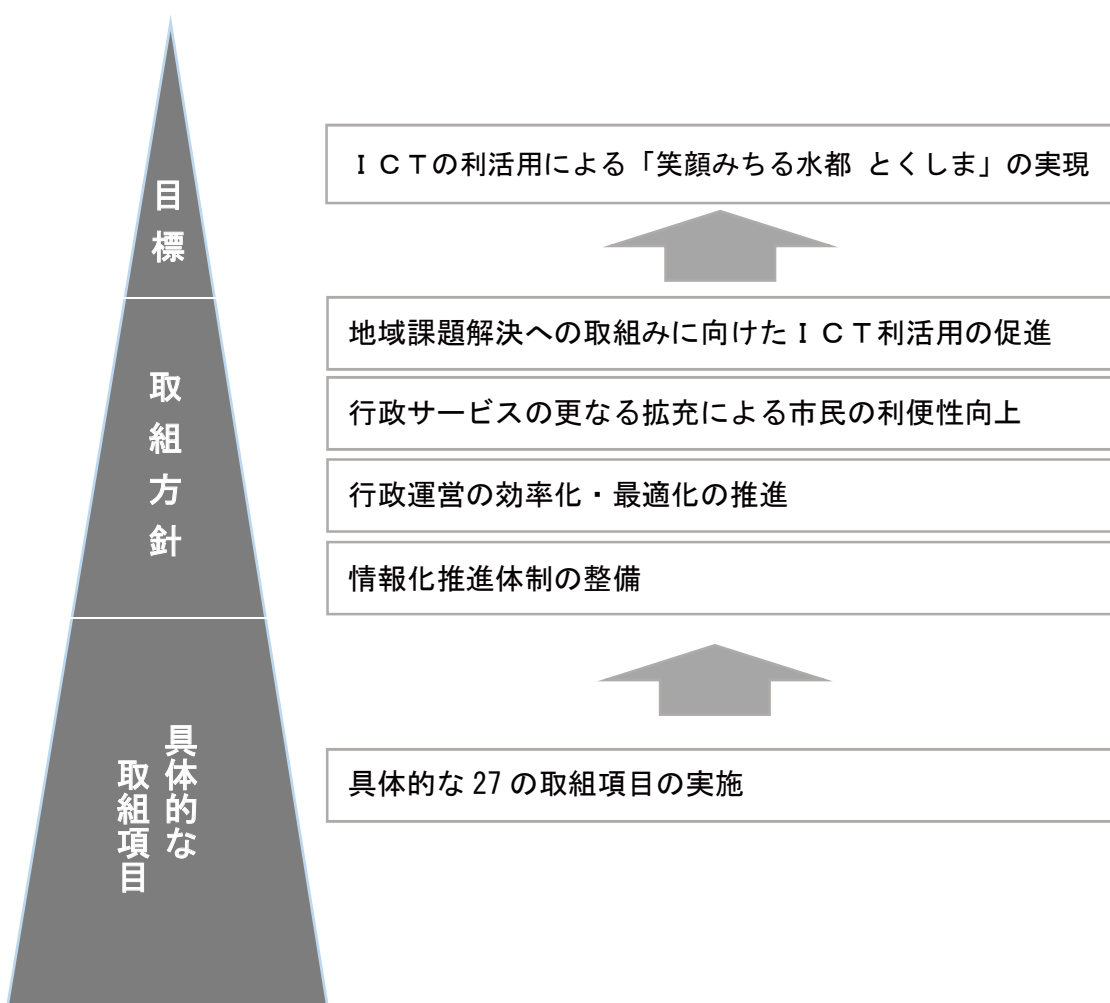 目標
ＩＣＴの利活用による「笑顔みちる水都 とくしま」の実現
取組方針
地域課題解決への取組みに向けたＩＣＴ利活用の促進
行政サービスの更なる拡充による市民の利便性向上
行政運営の効率化・最適化の推進
情報化推進体制の整備
具体的な
取組項目
具体的な 27 の取組項目の実施